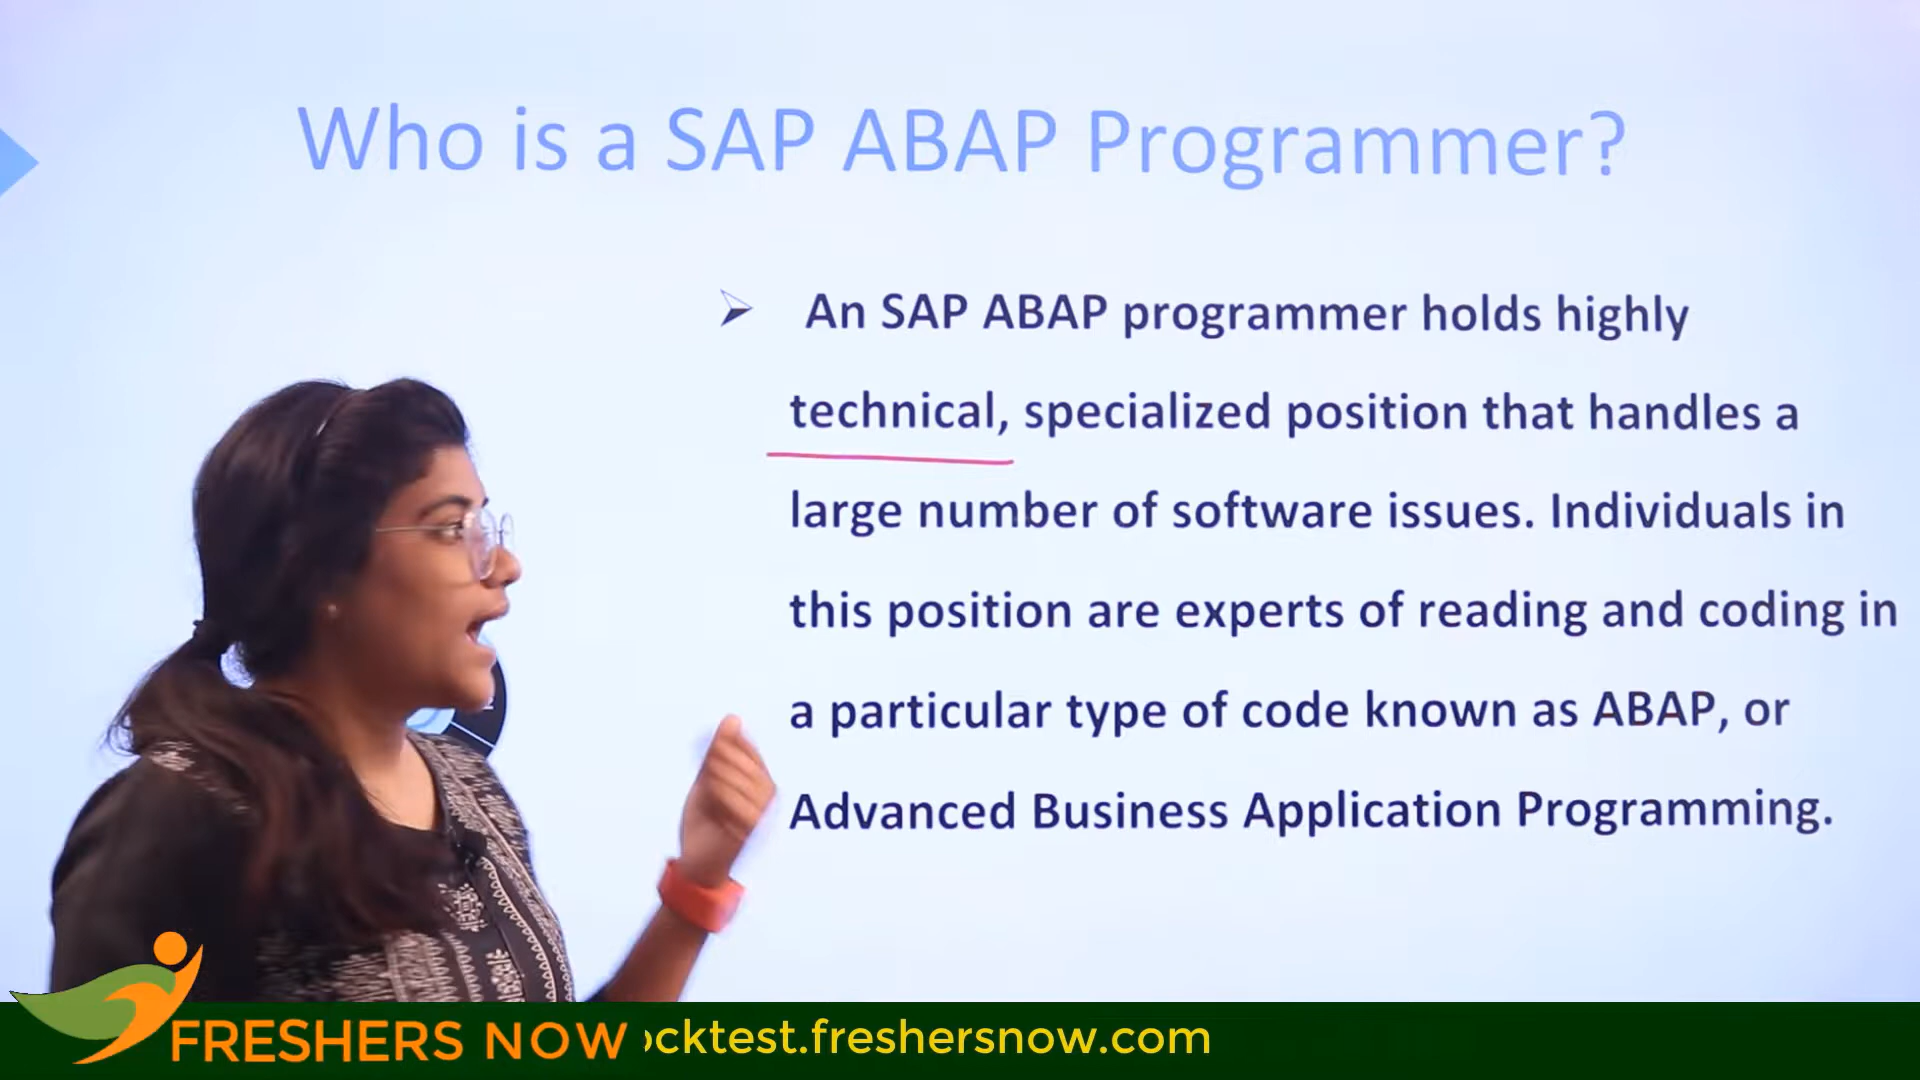 Who is a SAP ABAP Programmer?
An SAP ABAP programmer holds highly
technical, specialized position that handles a
large number of software issues. Individuals in
this position are experts of reading and coding in
a particular type of code known as ABAP, or
Advanced Business Application Programming.
FRESHERS NOW
ocktest.freshersnow.com